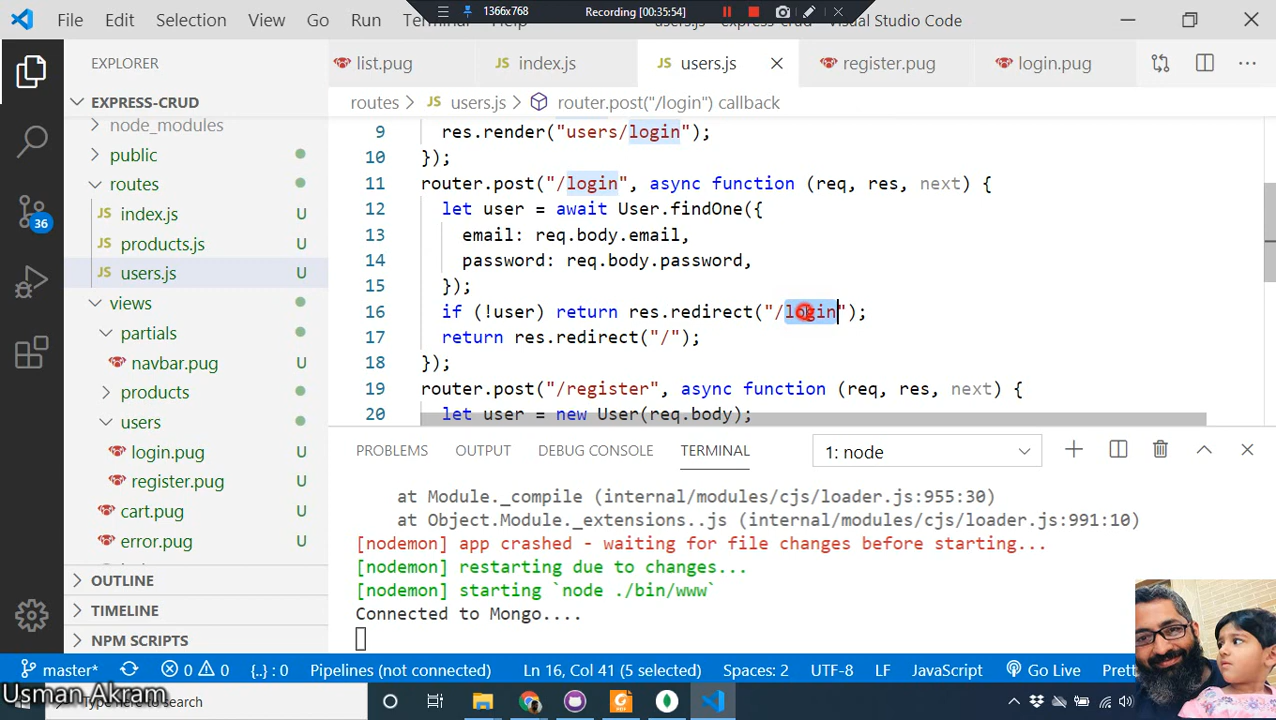 File Edit Selection View Go Run Terminal
1366x768 Recording [00:35:54]
Visual Studio Code
EXPLORER
list.pug
index.js
users.js
register.pug
login.pug
EXPRESS-CRUD
node_modules
public
routes
index.js U
products.js U
users.js U
views
partials
navbar.pug U
products
users
login.pug U
register.pug U
cart.pug U
error.pug U
OUTLINE
TIMELINE
NPM SCRIPTS
36
routes > users.js > router.post("/login") callback
9 res.render("users/login");
10 });
11 router.post("/login", async function (req, res, next) {
12 let user = await User.findOne({
13 email: req.body.email,
14 password: req.body.password,
15 });
16 if (!user) return res.redirect("/login");
17 return res.redirect("/");
18 });
19 router.post("/register", async function (req, res, next) {
20 let user = new User(req.body);
PROBLEMS OUTPUT DEBUG CONSOLE TERMINAL 1: node
at Module._compile (internal/modules/cjs/loader.js:955:30)
at Object.Module._extensions..js (internal/modules/cjs/loader.js:991:10)
[nodemon] app crashed - waiting for file changes before starting...
[nodemon] restarting due to changes...
[nodemon] starting `node ./bin/www`
Connected to Mongo....
master* 0 0 {..} : 0 Pipelines (not connected) Ln 16, Col 41 (5 selected) Spaces: 2 UTF-8 LF JavaScript Go Live
Usman Akram
Type here to search